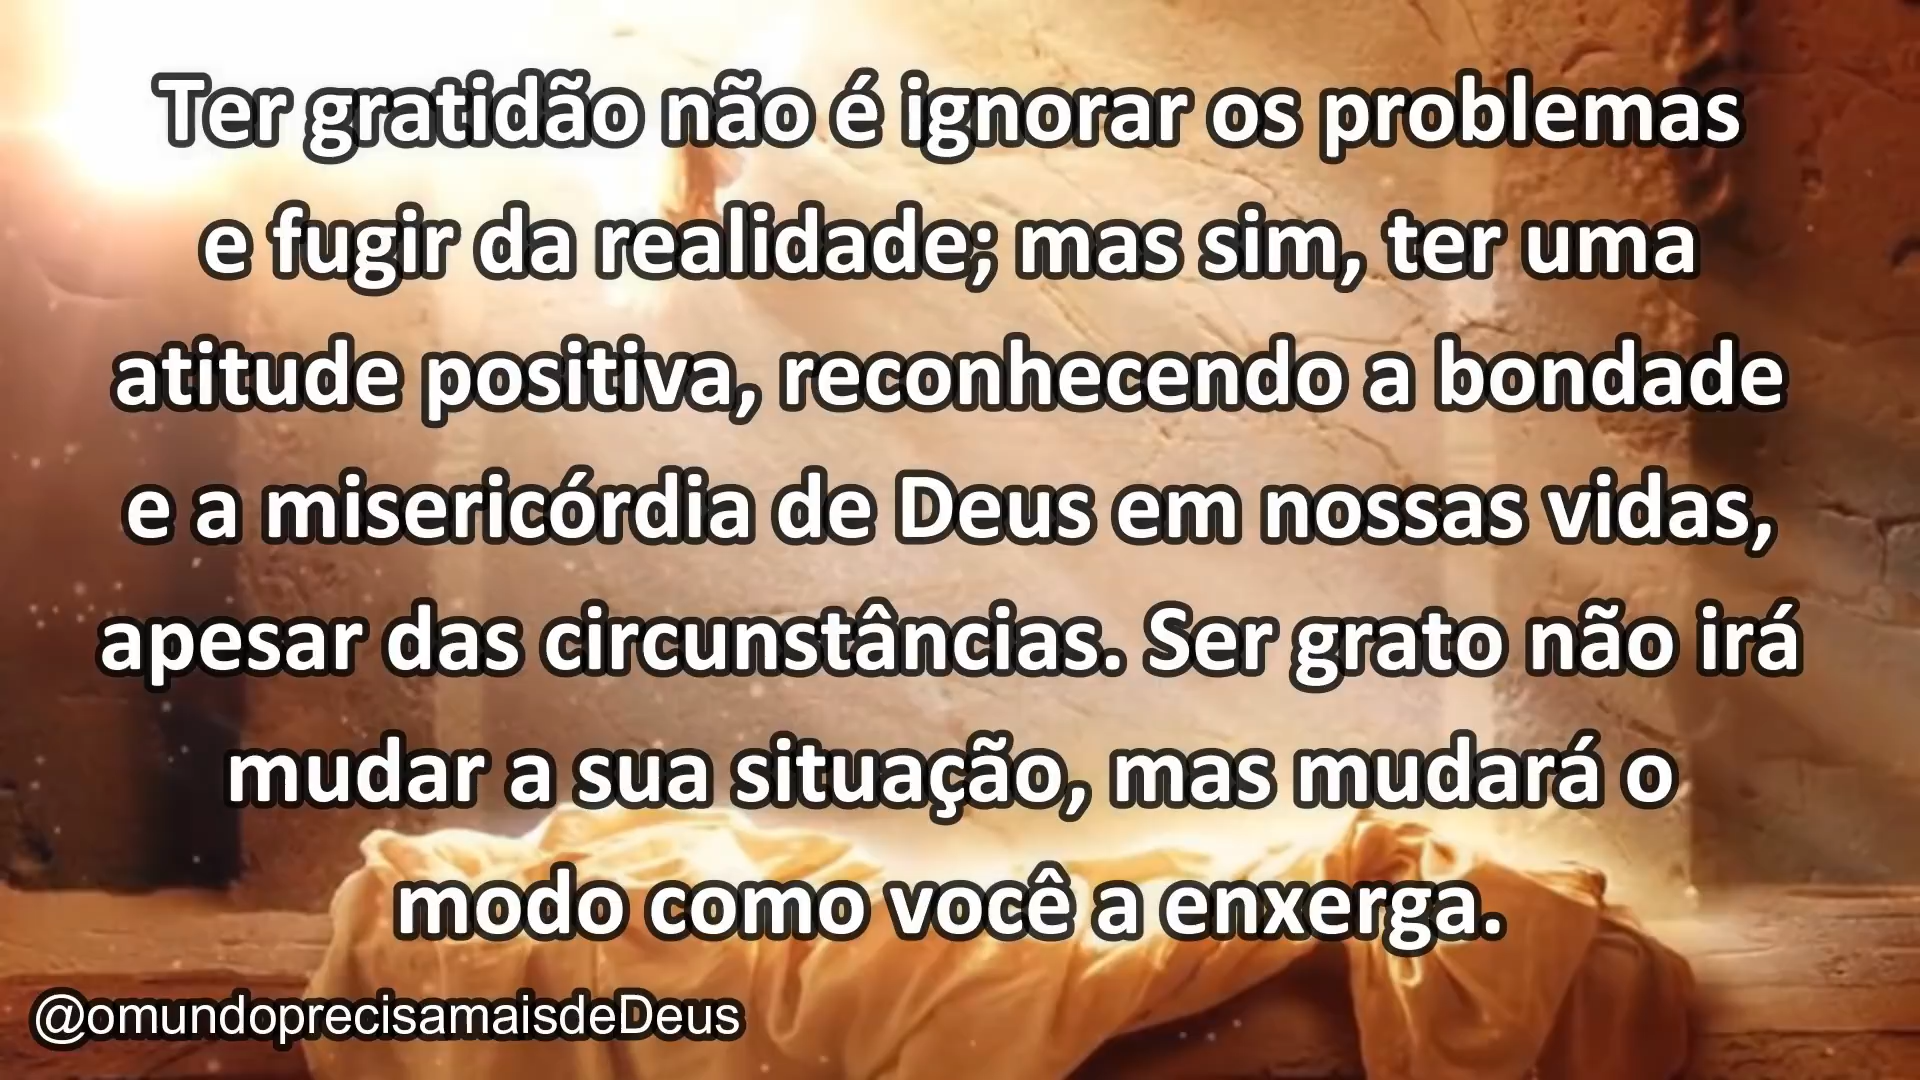 Ter gratidão não é ignorar os problemas
e fugir da realidade; mas sim, ter uma
atitude positiva, reconhecendo a bondade
e a misericórdia de Deus em nossas vidas,
apesar das circunstâncias. Ser grato não irá
mudar a sua situação, mas mudará o
modo como você a enxerga.
@omundoprecisamaisdeDeus